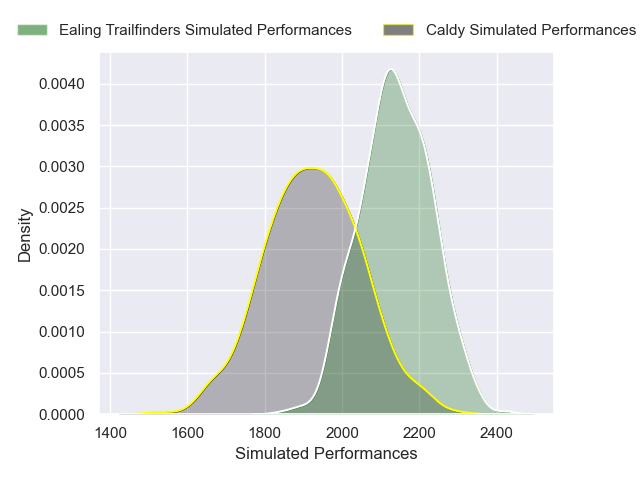 Ealing Trailfinders Simulated Performances Caldy Simulated Performances
0.0040
0.0035
0.0030
0.0025
0.0020
0.0015
0.0010
0.0005
0.0000
Density
1400 1600 1800 2000 2200 2400
Simulated Performances